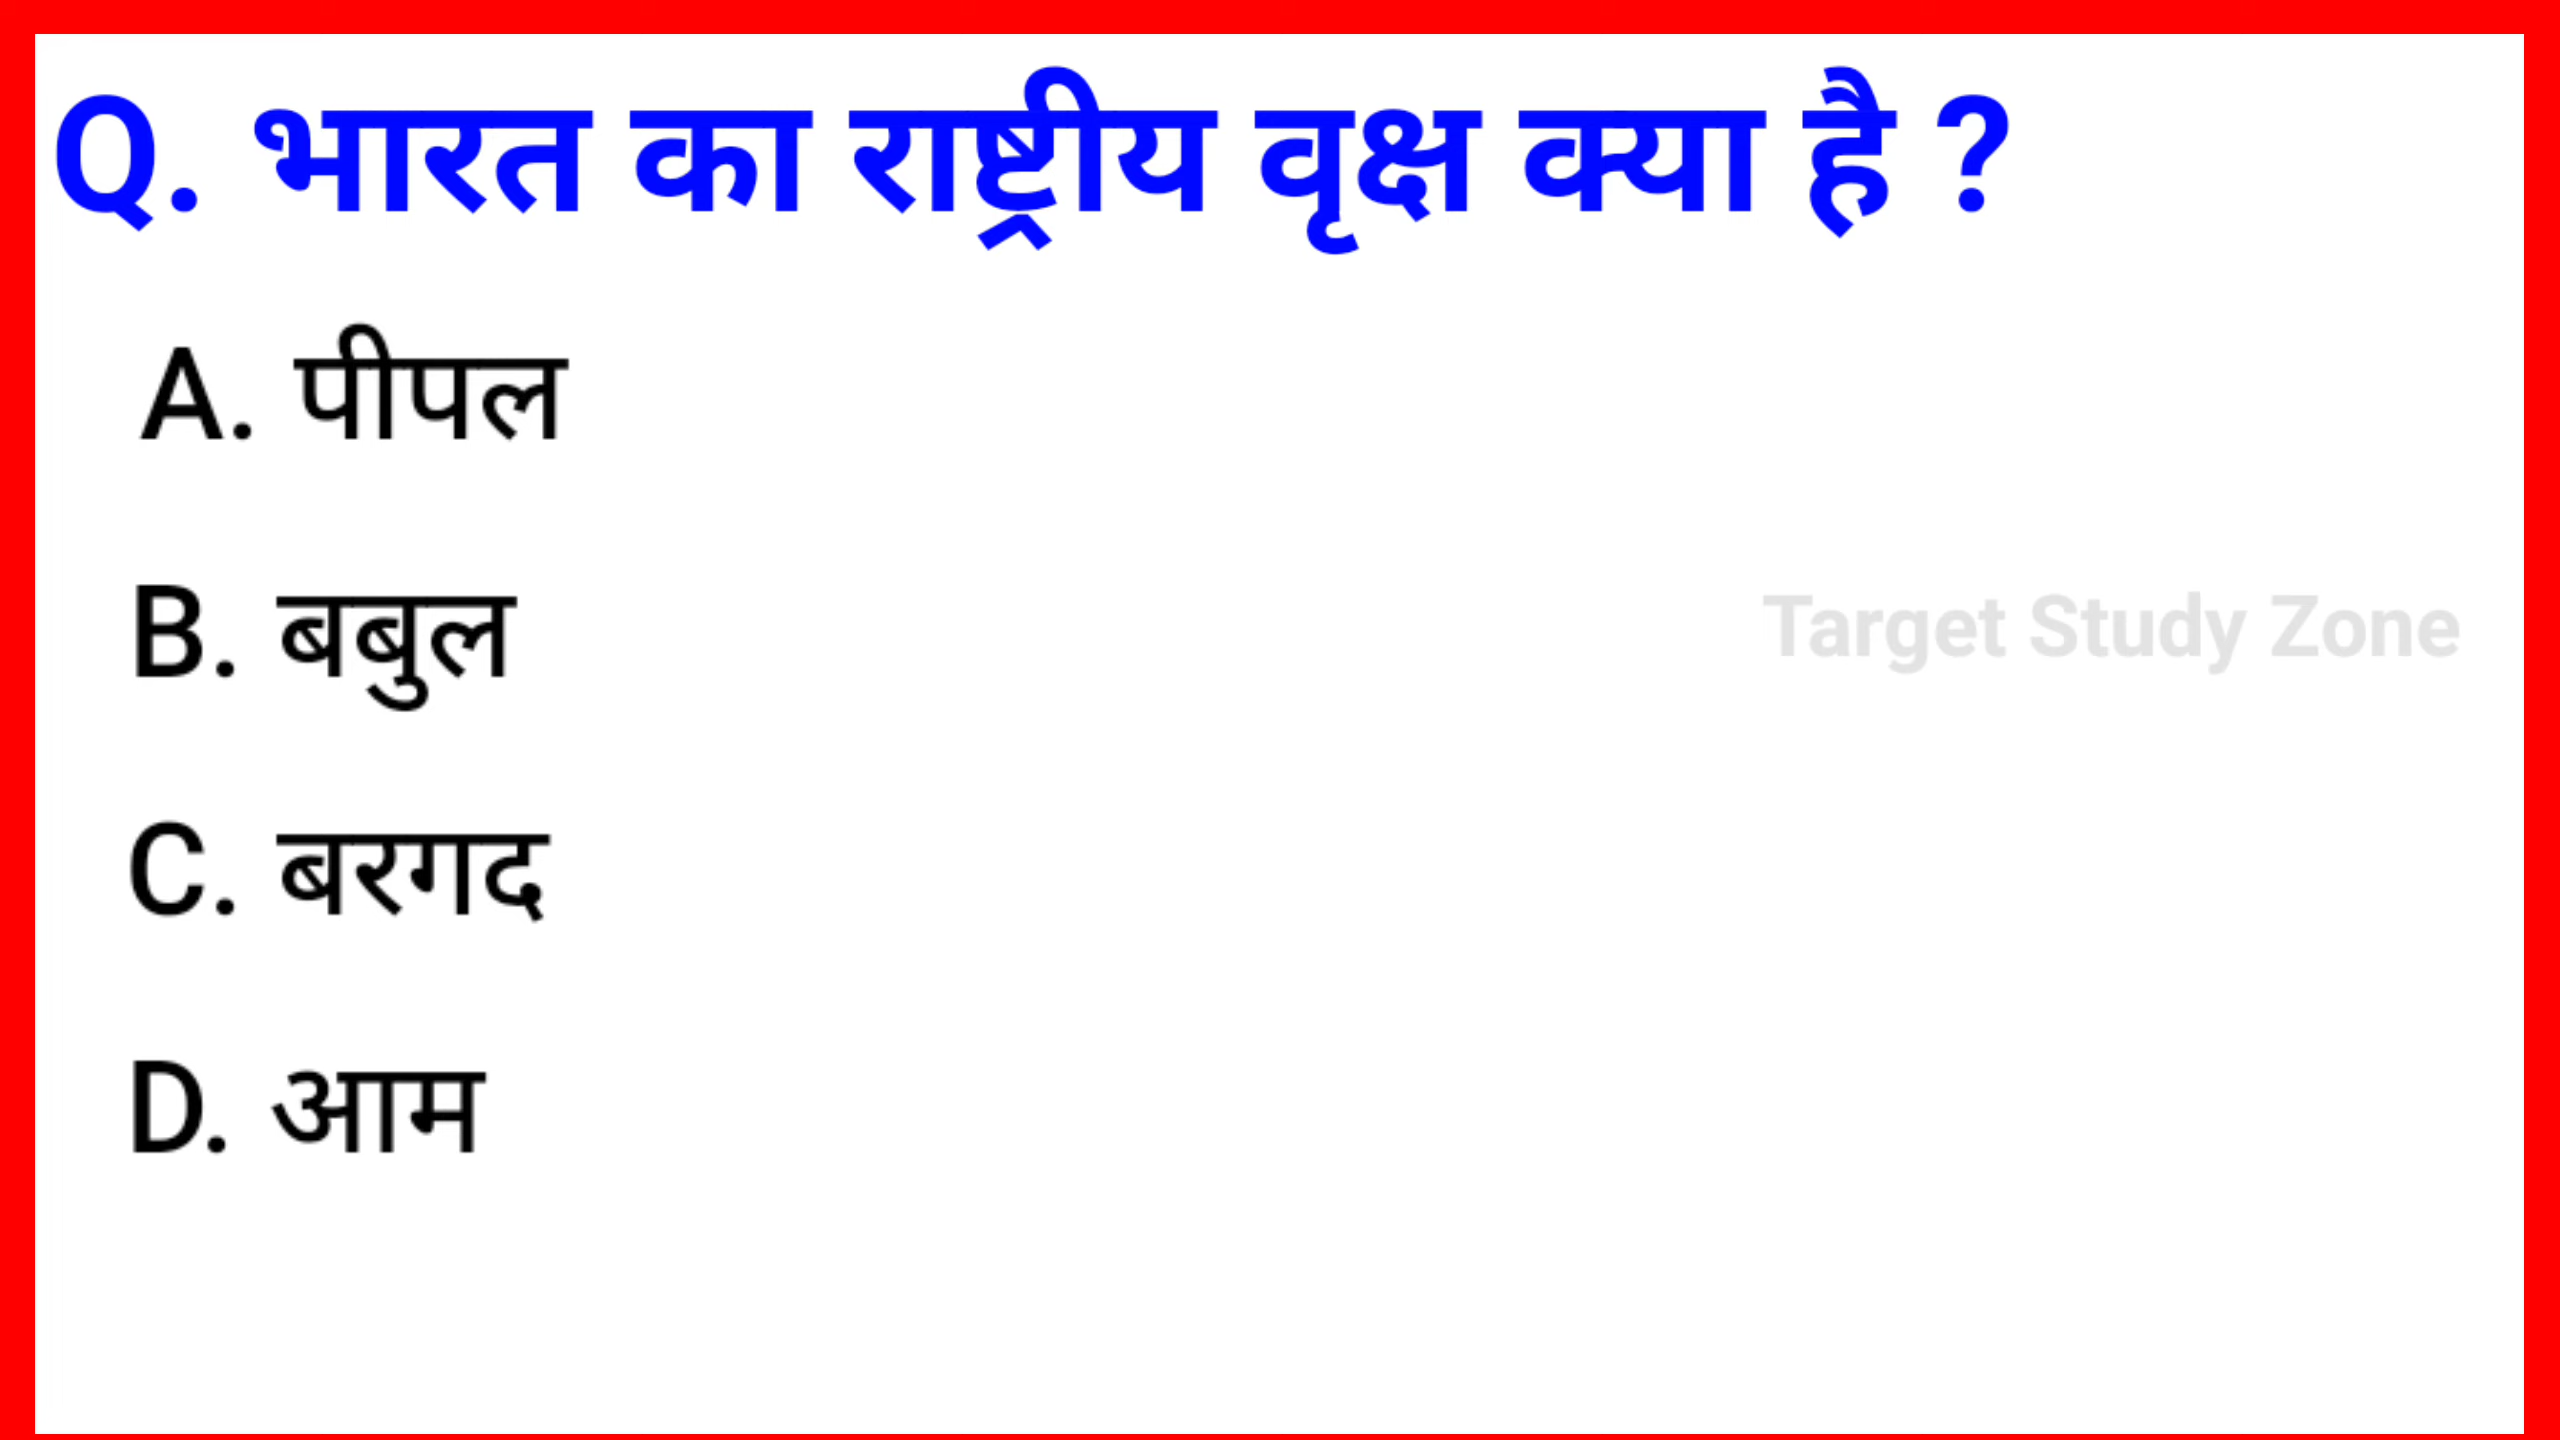 Q. भारत का राष्ट्रीय वृक्ष क्या है ?
A. पीपल
B. बबुल
Target Study Zone
C. बरगद
D. आम